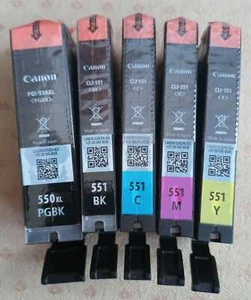 Canon
PGI-550XL
<PGBK>
550XL
PGBK
Canon
CLI-551
551
BK
Canon
CLI-551
<C>
551
C
Canon
CLI-551
<M>
551
M
Canon
CLI-551
<Y>
551
Y